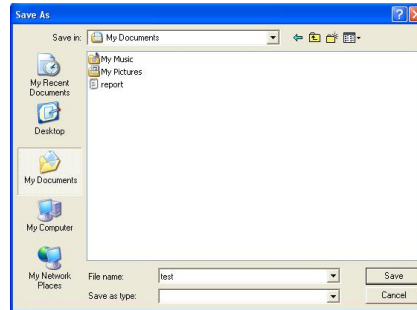 Save As
Save in: My Documents
My Music
My Pictures
report
My Recent
Documents
Desktop
My Documents
My Computer
My Network
Places
File name: test Save
Save as type: Cancel